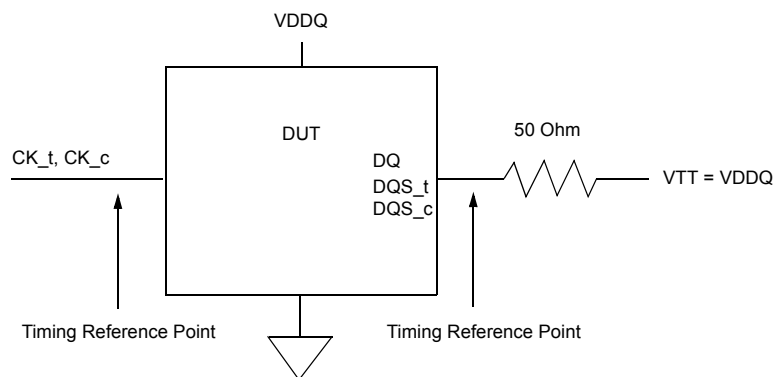 VDDQ
50 Ohm
DUT
CK_t, CK_c
DQ
VTT = VDDQ
DQS_t
DQS_c
Timing Reference Point
Timing Reference Point